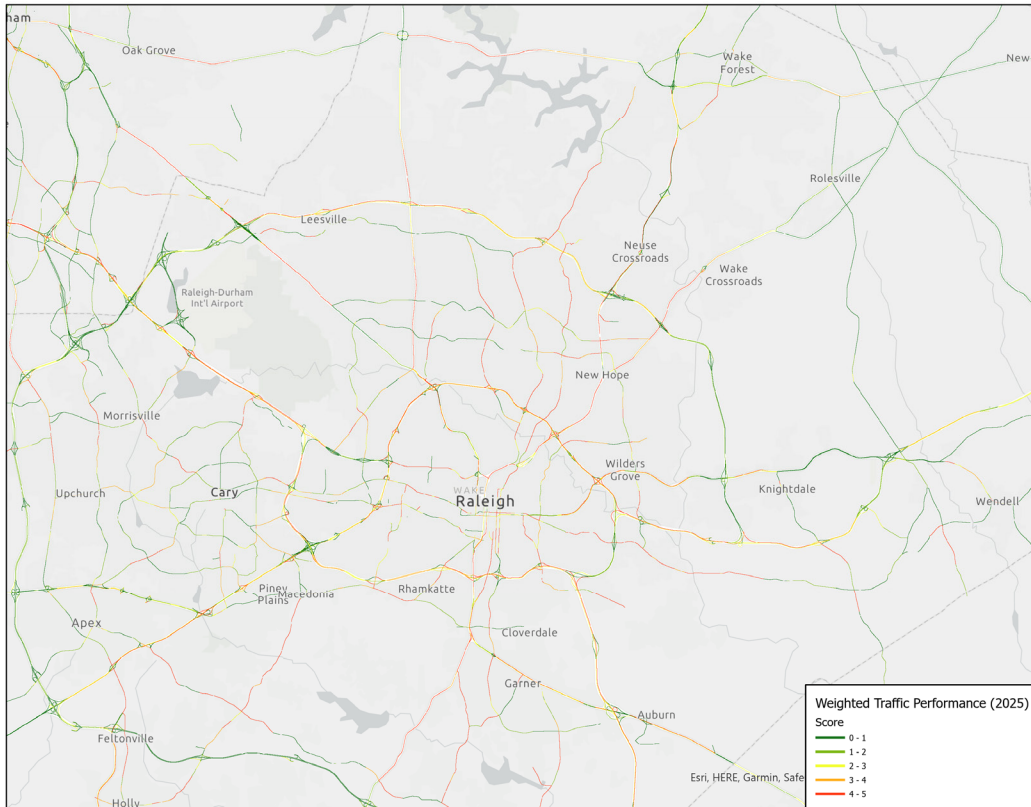 ham
Oak Grove
Wake
Forest
New
Rolesville
Leesville
Neuse
Crossroads
Wake
Crossroads
Raleigh-Durham
Int'l Airport
New Hope
Morrisville
Wilders
Grove
Upchurch
Cary
WAKE
Raleigh
Knightdale
Wendell
Piney
Plains
Macedonia
Rhamkatte
Apex
Cloverdale
Garner
Auburn
Feltonville
Holly
Esri, HERE, Garmin, Safe
Weighted Traffic Performance (2025)
Score
0 - 1
1 - 2
2 - 3
3 - 4
4 - 5